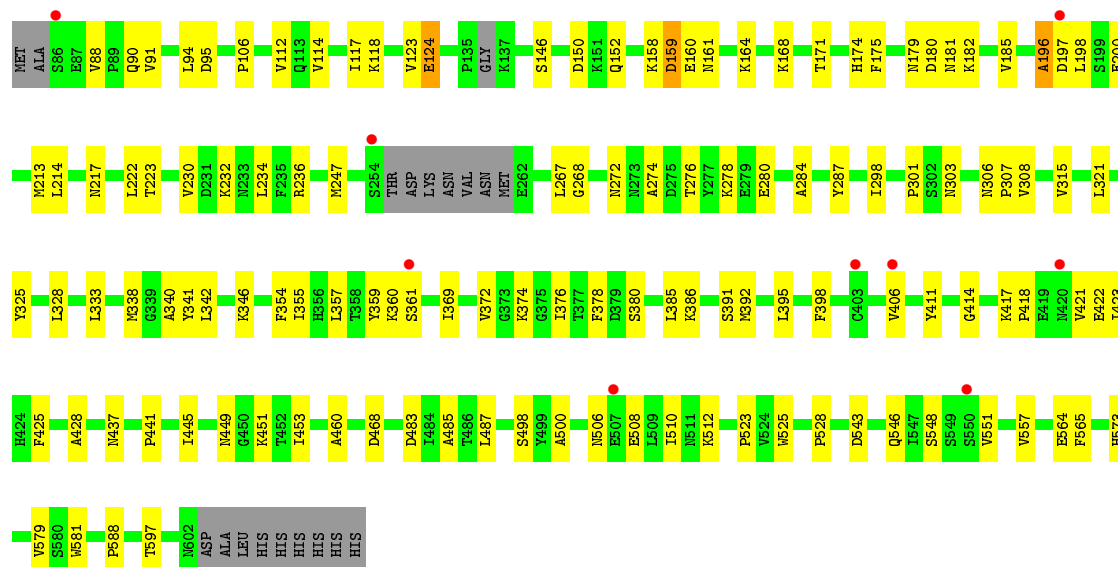 MET ALA S86 E87 V88 P89 Q90 V91 L94 D95 P106 V112 Q113 V114 I117 K118 V123 E124 P135 GLY K137 S146 D150 K151 Q152 K158 D159 E160 N161 K164 K168 T171 H174 F175 N179 D180 N181 K182 V185 A196 D197 L198 S199
M213 L214 N217 L222 T223 V230 D231 K232 N233 L234 F235 R236 M247 S254 THR ASP LYS ASN VAL ASN MET E262 L267 G268 N272 N273 A274 D275 T276 Y277 K278 E279 E280 A284 Y287 I298 P301 S302 N303 N306 P307 V308 V315 L321
Y325 L328 L333 M338 G339 A340 Y341 L342 K346 F354 I355 H356 L357 T358 Y359 K360 S361 I369 V372 G373 K374 G375 I376 T377 F378 D379 S380 L385 K386 S391 M392 L395 F398 C403 V406 Y411 G414 K417 P418 E419 N420 V421 E422 I423
H424 F425 A428 N437 P441 I445 N449 G450 K451 T452 I453 A460 D468 D483 I484 A485 T486 L487 S498 Y499 A500 N506 E507 E508 L509 I510 N511 K512 P523 V524 W525 P528 D543 Q546 I547 S548 S549 S550 V551 V557 E564 F565 H573
V579 S580 W581 P588 T597 N602 ASP ALA LEU HIS HIS HIS HIS HIS HIS